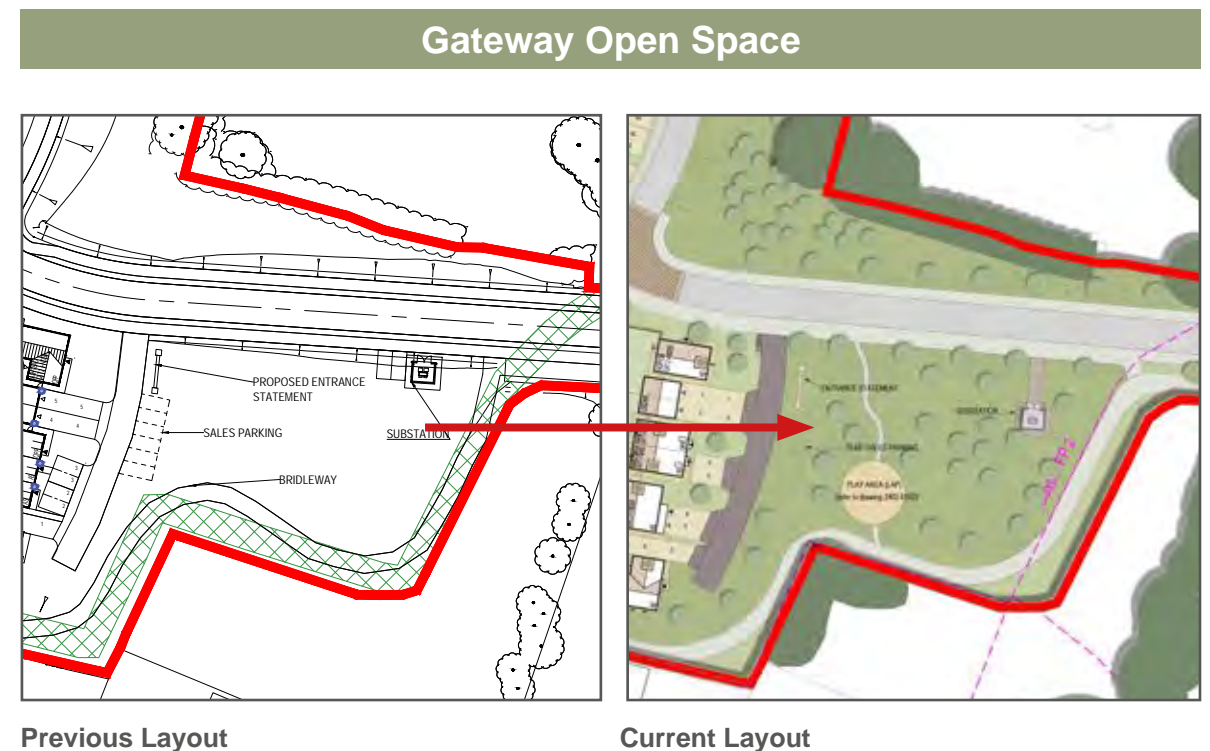 Gateway Open Space
PROPOSED ENTRANCE
STATEMENT
SALES PARKING
SUBSTATION
BRIDLEWAY
ENTRANCE STATEMENT
SUBSTATION
PLAY AREA (LAP)
FP2
Previous Layout
Current Layout